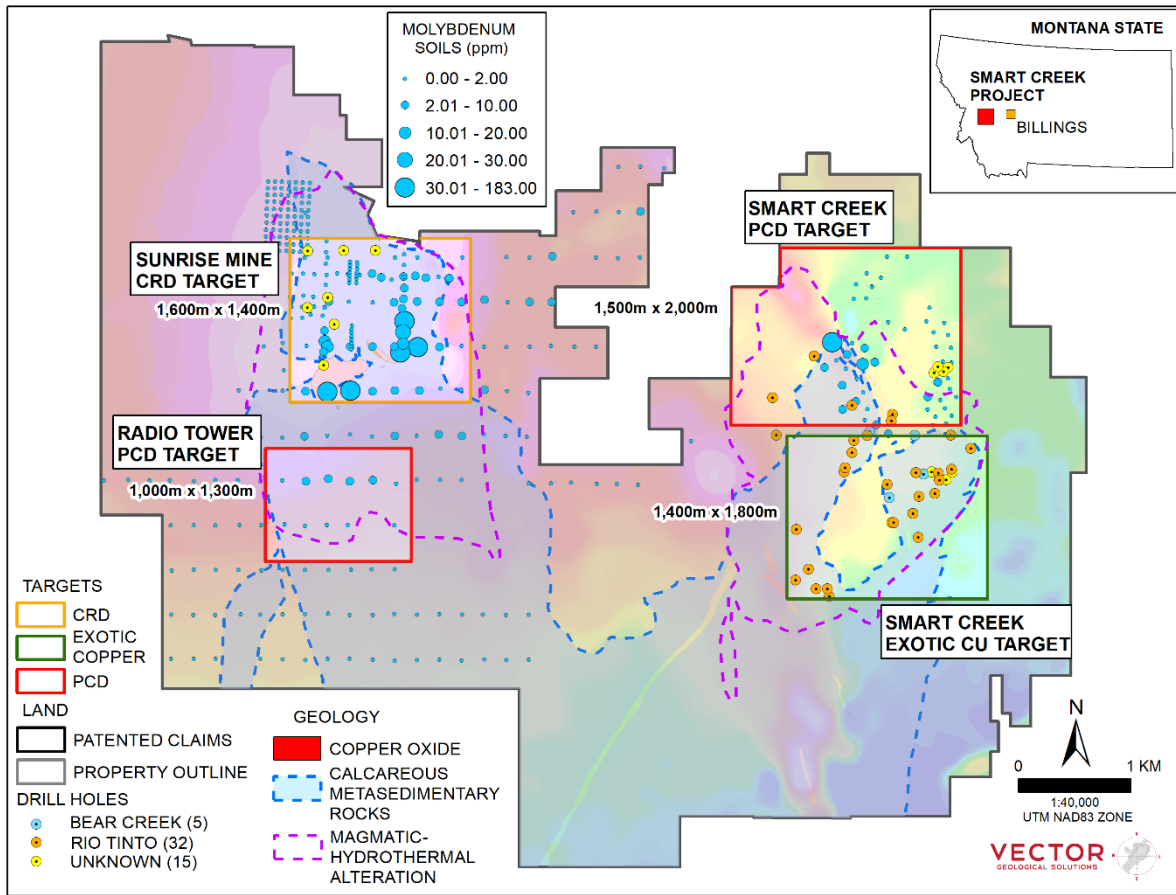 MOLYBDENUM
SOILS (ppm)
0.00 - 2.00
2.01 - 10.00
10.01 - 20.00
20.01 - 30.00
30.01 - 183.00
MONTANA STATE
SMART CREEK
PROJECT
BILLINGS
SUNRISE MINE
CRD TARGET
1,600m x 1,400m
SMART CREEK
PCD TARGET
1,500m x 2,000m
RADIO TOWER
PCD TARGET
1,000m x 1,300m
1,400m x 1,800m
SMART CREEK
EXOTIC CU TARGET
TARGETS
CRD
EXOTIC
COPPER
PCD
LAND
PATENTED CLAIMS
PROPERTY OUTLINE
DRILL HOLES
BEAR CREEK (5)
RIO TINTO (32)
UNKNOWN (15)
GEOLOGY
COPPER OXIDE
CALCAREOUS
METASEDIMENTARY
ROCKS
MAGMATIC-
HYDROTHERMAL
ALTERATION
N
0 1 KM
1:40,000
UTM NAD83 ZONE
VECTOR
GEOLOGICAL SOLUTIONS